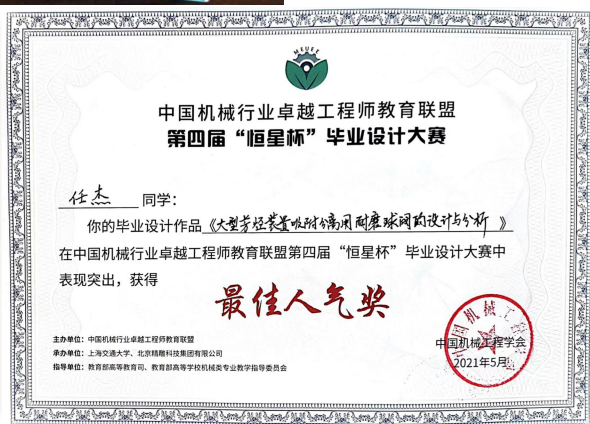 MEUEE
中国机械行业卓越工程师教育联盟
第四届“恒星杯”毕业设计大赛
任杰 同学：
你的毕业设计作品《大型芳烃装置吸附分离用耐磨球阀的设计与分析》
在中国机械行业卓越工程师教育联盟第四届“恒星杯”毕业设计大赛中
表现突出，获得
最佳人气奖
主办单位：中国机械行业卓越工程师教育联盟
承办单位：上海交通大学、北京精雕科技集团有限公司
指导单位：教育部高等教育司、教育部高等学校机械类专业教学指导委员会
中国机械工程学会
2021年5月